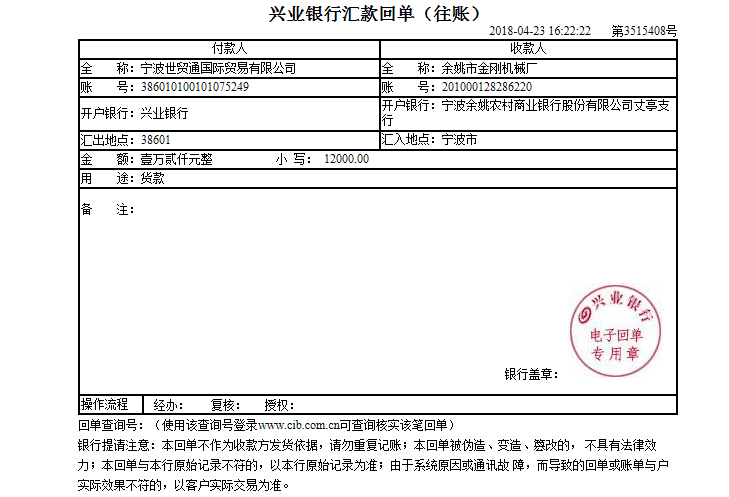 兴业银行汇款回单（往账）
2018-04-23 16:22:22 第3515408号
付款人 收款人
全 称：宁波世贸通国际贸易有限公司 全 称：余姚市金刚机械厂
账 号：386010100101075249 账 号：201000128286220
开户银行：兴业银行 开户银行：宁波余姚农村商业银行股份有限公司丈亭支
行
汇出地点：38601 汇入地点：宁波市
金 额：壹万贰仟元整 小 写： 12000.00
用 途：货款
备 注：
兴业银行
电子回单
专用章
银行盖章：
操作流程 经办： 复核： 授权：
回单查询号：（使用该查询号登录www.cib.com.cn可查询核实该笔回单）
银行提请注意：本回单不作为收款方发货依据，请勿重复记账；本回单被伪造、变造、篡改的，不具有法律效
力；本回单与本行原始记录不符的，以本行原始记录为准；由于系统原因或通讯故 障，而导致的回单或账单与户
实际效果不符的，以客户实际交易为准。